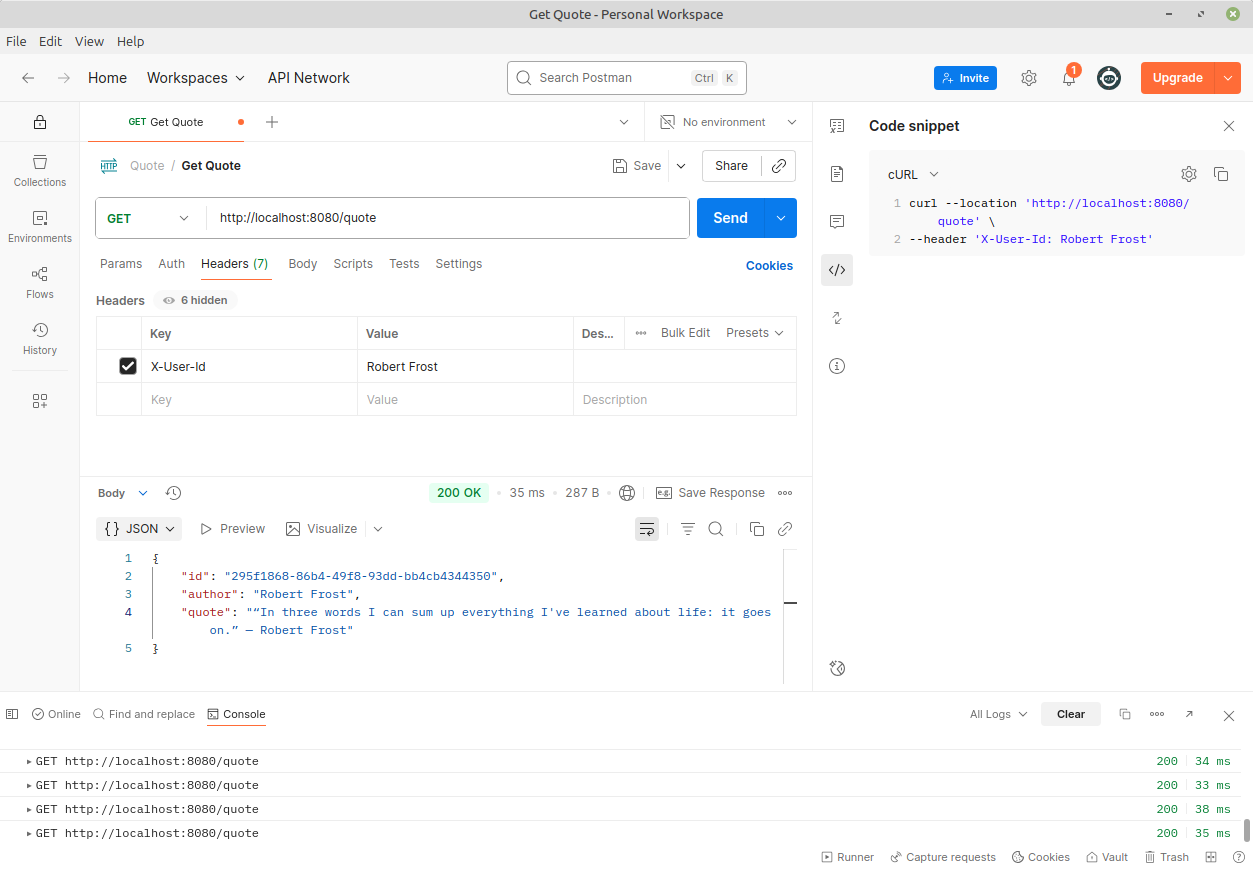 Get Quote - Personal Workspace
File Edit View Help
Home Workspaces API Network
Search Postman Ctrl K
Invite
1
Upgrade
GET Get Quote
No environment
Code snippet
Collections
Environments
Flows
History
HTTP Quote / Get Quote
Save
Share
GET http://localhost:8080/quote
Send
Params Auth Headers (7) Body Scripts Tests Settings
Cookies
Headers 6 hidden
Key Value Des... Bulk Edit Presets
X-User-Id Robert Frost
Key Value Description
cURL
1 curl --location 'http://localhost:8080/
quote' \
2 --header 'X-User-Id: Robert Frost'
Body
200 OK • 35 ms • 287 B •
e.g. Save Response
{} JSON Preview Visualize
1 {
2 "id": "295f1868-86b4-49f8-93dd-bb4cb4344350",
3 "author": "Robert Frost",
4 "quote": "“In three words I can sum up everything I've learned about life: it goes
on.” — Robert Frost"
5 }
Online Find and replace Console
All Logs Clear
GET http://localhost:8080/quote 200 34 ms
GET http://localhost:8080/quote 200 33 ms
GET http://localhost:8080/quote 200 38 ms
GET http://localhost:8080/quote 200 35 ms
Runner Capture requests Cookies Vault Trash